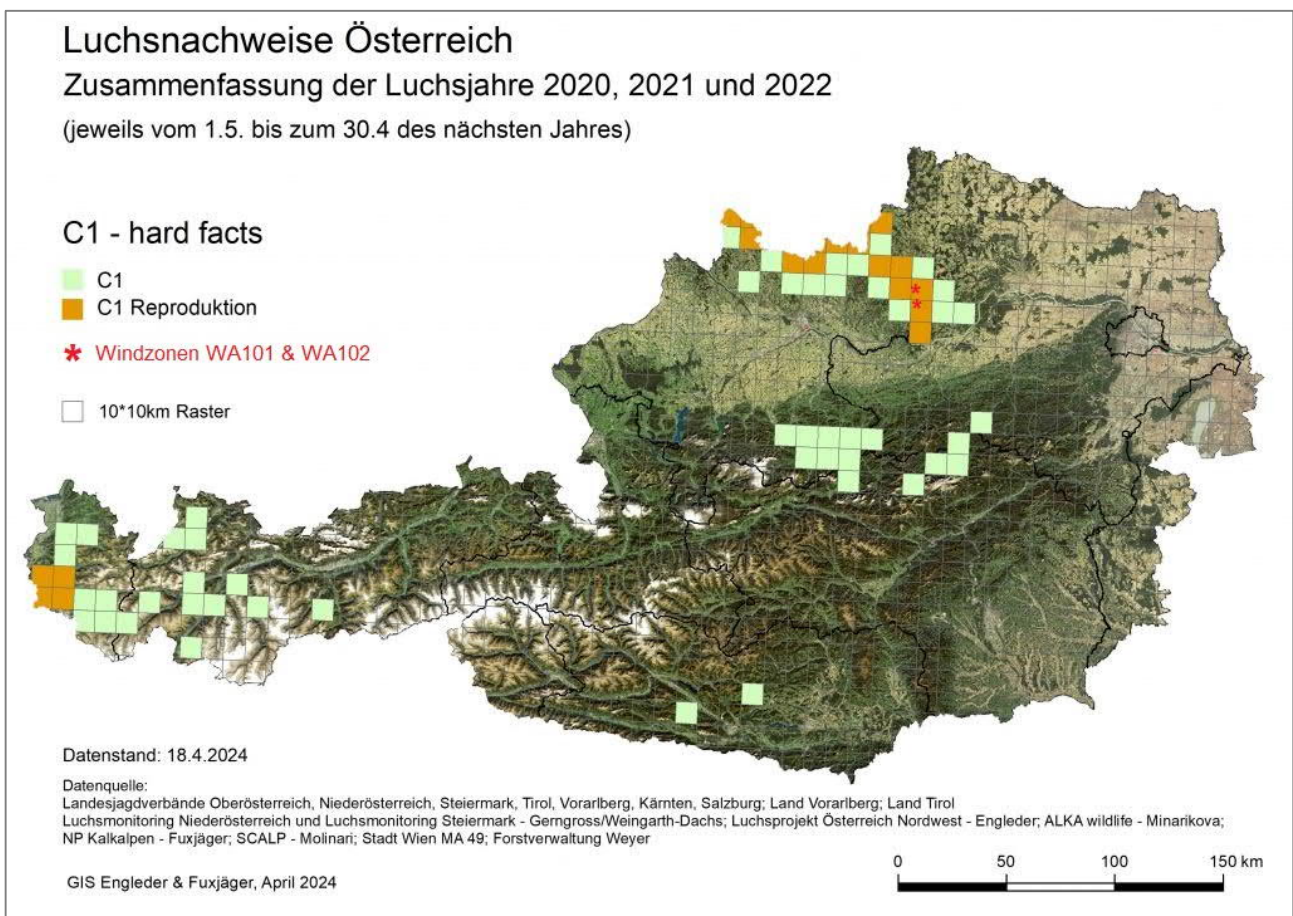 Luchsnachweise Österreich
Zusammenfassung der Luchsjahre 2020, 2021 und 2022
(jeweils vom 1.5. bis zum 30.4 des nächsten Jahres)
C1 - hard facts
C1
C1 Reproduktion
* Windzonen WA101 & WA102
10*10km Raster
Datenstand: 18.4.2024
Datenquelle:
Landesjagdverbände Oberösterreich, Niederösterreich, Steiermark, Tirol, Vorarlberg, Kärnten, Salzburg; Land Vorarlberg; Land Tirol
Luchsmonitoring Niederösterreich und Luchsmonitoring Steiermark - Gerngross/Weingarth-Dachs; Luchsprojekt Österreich Nordwest - Engleder; ALKA wildlife - Minarikova;
NP Kalkalpen - Fuxjäger; SCALP - Molinari; Stadt Wien MA 49; Forstverwaltung Weyer
GIS Engleder & Fuxjäger, April 2024
0 50 100 150 km